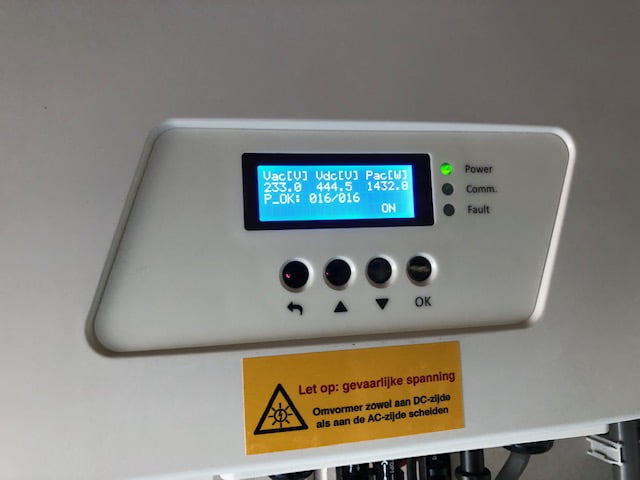 Vac[V] Vdc[V] Pac[W]
233.0 444.5 1432.8
P_OK: 016/016
ON
Power
Comm.
Fault
OK
Let op: gevaarlijke spanning
Omvormer zowel aan DC-zijde
als aan de AC-zijde scheiden